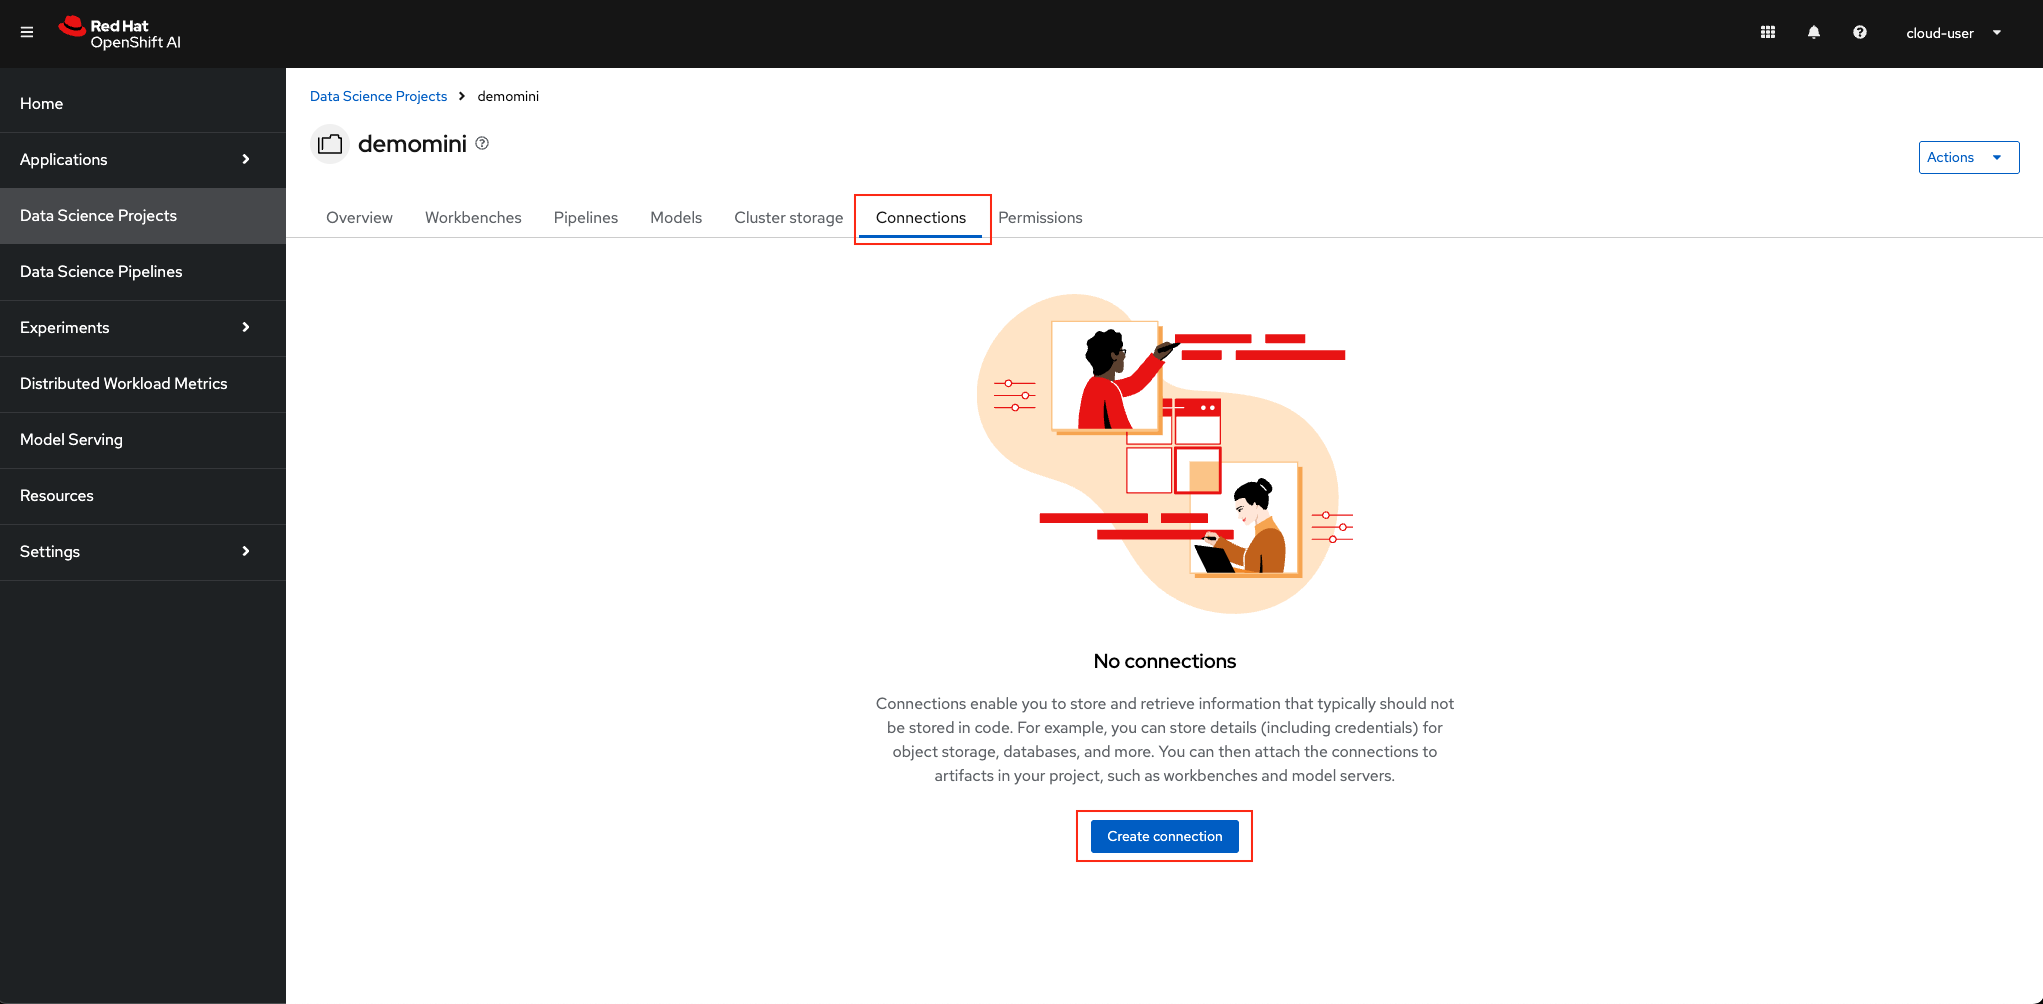 Red Hat
OpenShift AI
cloud-user
Home
Applications
Data Science Projects
Data Science Pipelines
Experiments
Distributed Workload Metrics
Model Serving
Resources
Settings
Data Science Projects > demomini
demomini
Actions
Overview Workbenches Pipelines Models Cluster storage Connections Permissions
No connections
Connections enable you to store and retrieve information that typically should not
be stored in code. For example, you can store details (including credentials) for
object storage, databases, and more. You can then attach the connections to
artifacts in your project, such as workbenches and model servers.
Create connection